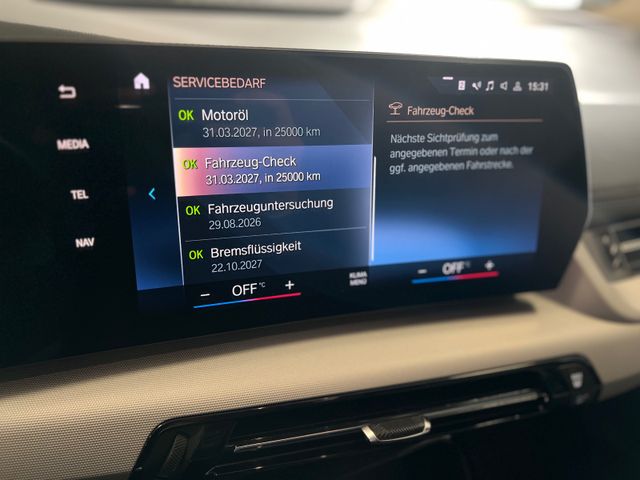 SERVICEBEDARF
15:31
MEDIA
TEL
NAV
OK Motoröl
31.03.2027, in 25000 km
OK Fahrzeug-Check
31.03.2027, in 25000 km
OK Fahrzeuguntersuchung
29.08.2026
OK Bremsflüssigkeit
22.10.2027
Fahrzeug-Check
Nächste Sichtprüfung zum
angegebenen Termin oder nach der
ggf. angegebenen Fahrstrecke.
− OFF °C +
KLIMA
MENÜ
− OFF °C +